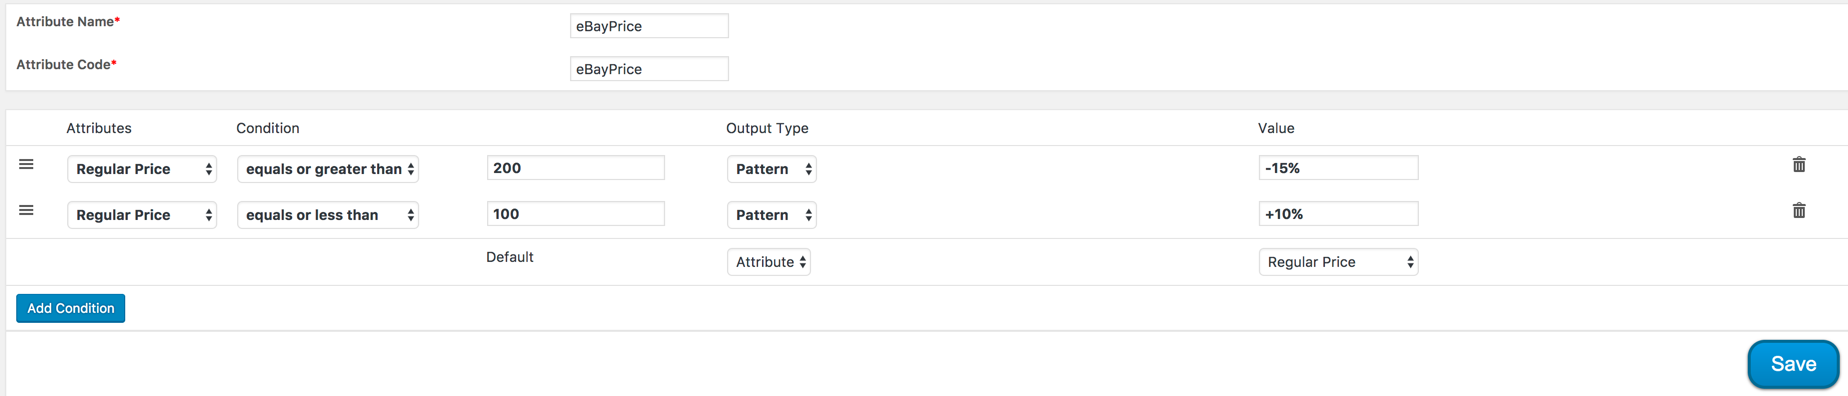 Attribute Name* eBayPrice
Attribute Code* eBayPrice
Attributes Condition Output Type Value
Regular Price equals or greater than 200 Pattern -15%
Regular Price equals or less than 100 Pattern +10%
Default Attribute Regular Price
Add Condition
Save